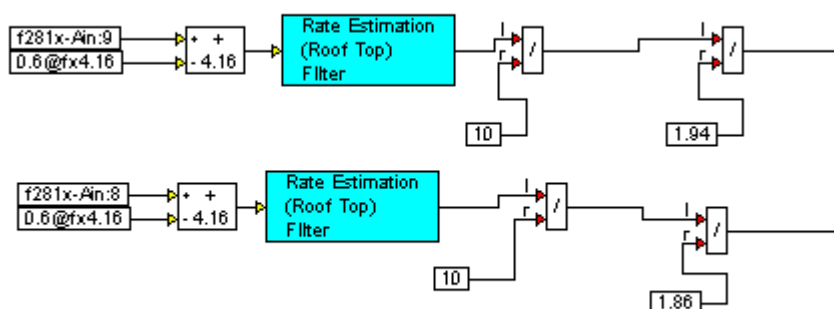 f281x-Ain:9
0.6@fx4.16
+ +
- 4.16
Rate Estimation
(Roof Top)
Filter
l
r
/
10
l
r
/
1.94
f281x-Ain:8
0.6@fx4.16
+ +
- 4.16
Rate Estimation
(Roof Top)
Filter
l
r
/
10
l
r
/
1.86